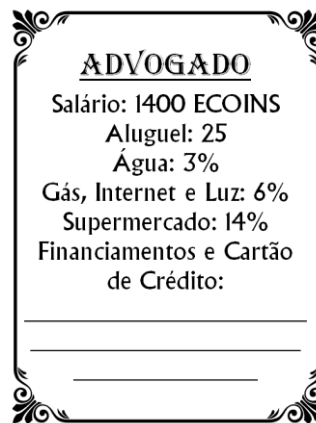 ADVOGADO
Salário: 1400 ECOINS
Aluguel: 25
Água: 3%
Gás, Internet e Luz: 6%
Supermercado: 14%
Financiamentos e Cartão
de Crédito: